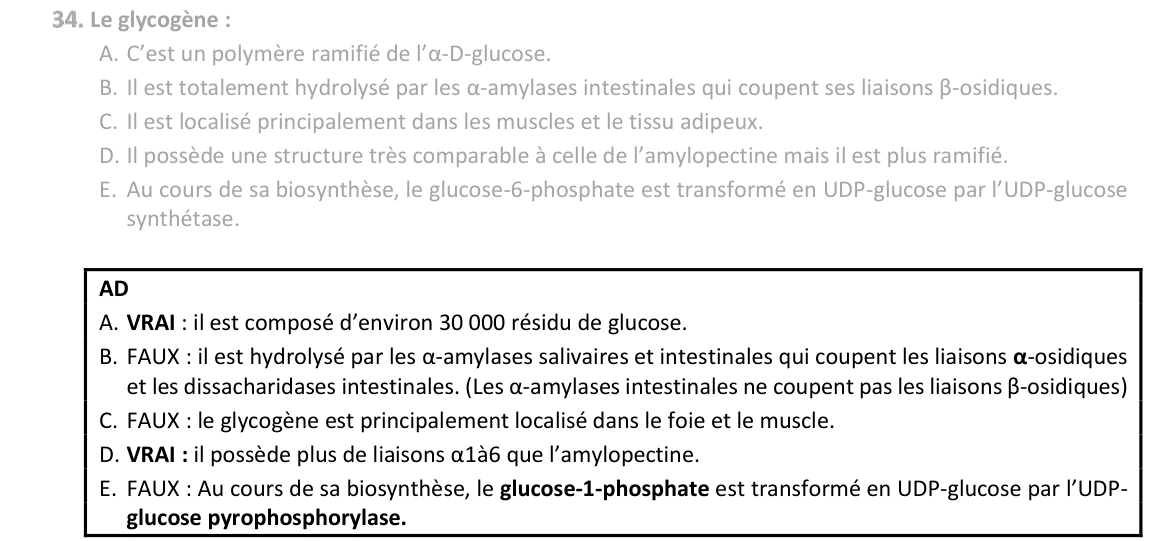 34. Le glycogène :
A. C’est un polymère ramifié de l’α-D-glucose.
B. Il est totalement hydrolysé par les α-amylases intestinales qui coupent ses liaisons β-osidiques.
C. Il est localisé principalement dans les muscles et le tissu adipeux.
D. Il possède une structure très comparable à celle de l’amylopectine mais il est plus ramifié.
E. Au cours de sa biosynthèse, le glucose-6-phosphate est transformé en UDP-glucose par l’UDP-glucose
synthétase.
AD
A. VRAI : il est composé d’environ 30 000 résidu de glucose.
B. FAUX : il est hydrolysé par les α-amylases salivaires et intestinales qui coupent les liaisons α-osidiques
et les dissacharidases intestinales. (Les α-amylases intestinales ne coupent pas les liaisons β-osidiques)
C. FAUX : le glycogène est principalement localisé dans le foie et le muscle.
D. VRAI : il possède plus de liaisons α1à6 que l’amylopectine.
E. FAUX : Au cours de sa biosynthèse, le glucose-1-phosphate est transformé en UDP-glucose par l’UDP-
glucose pyrophosphorylase.